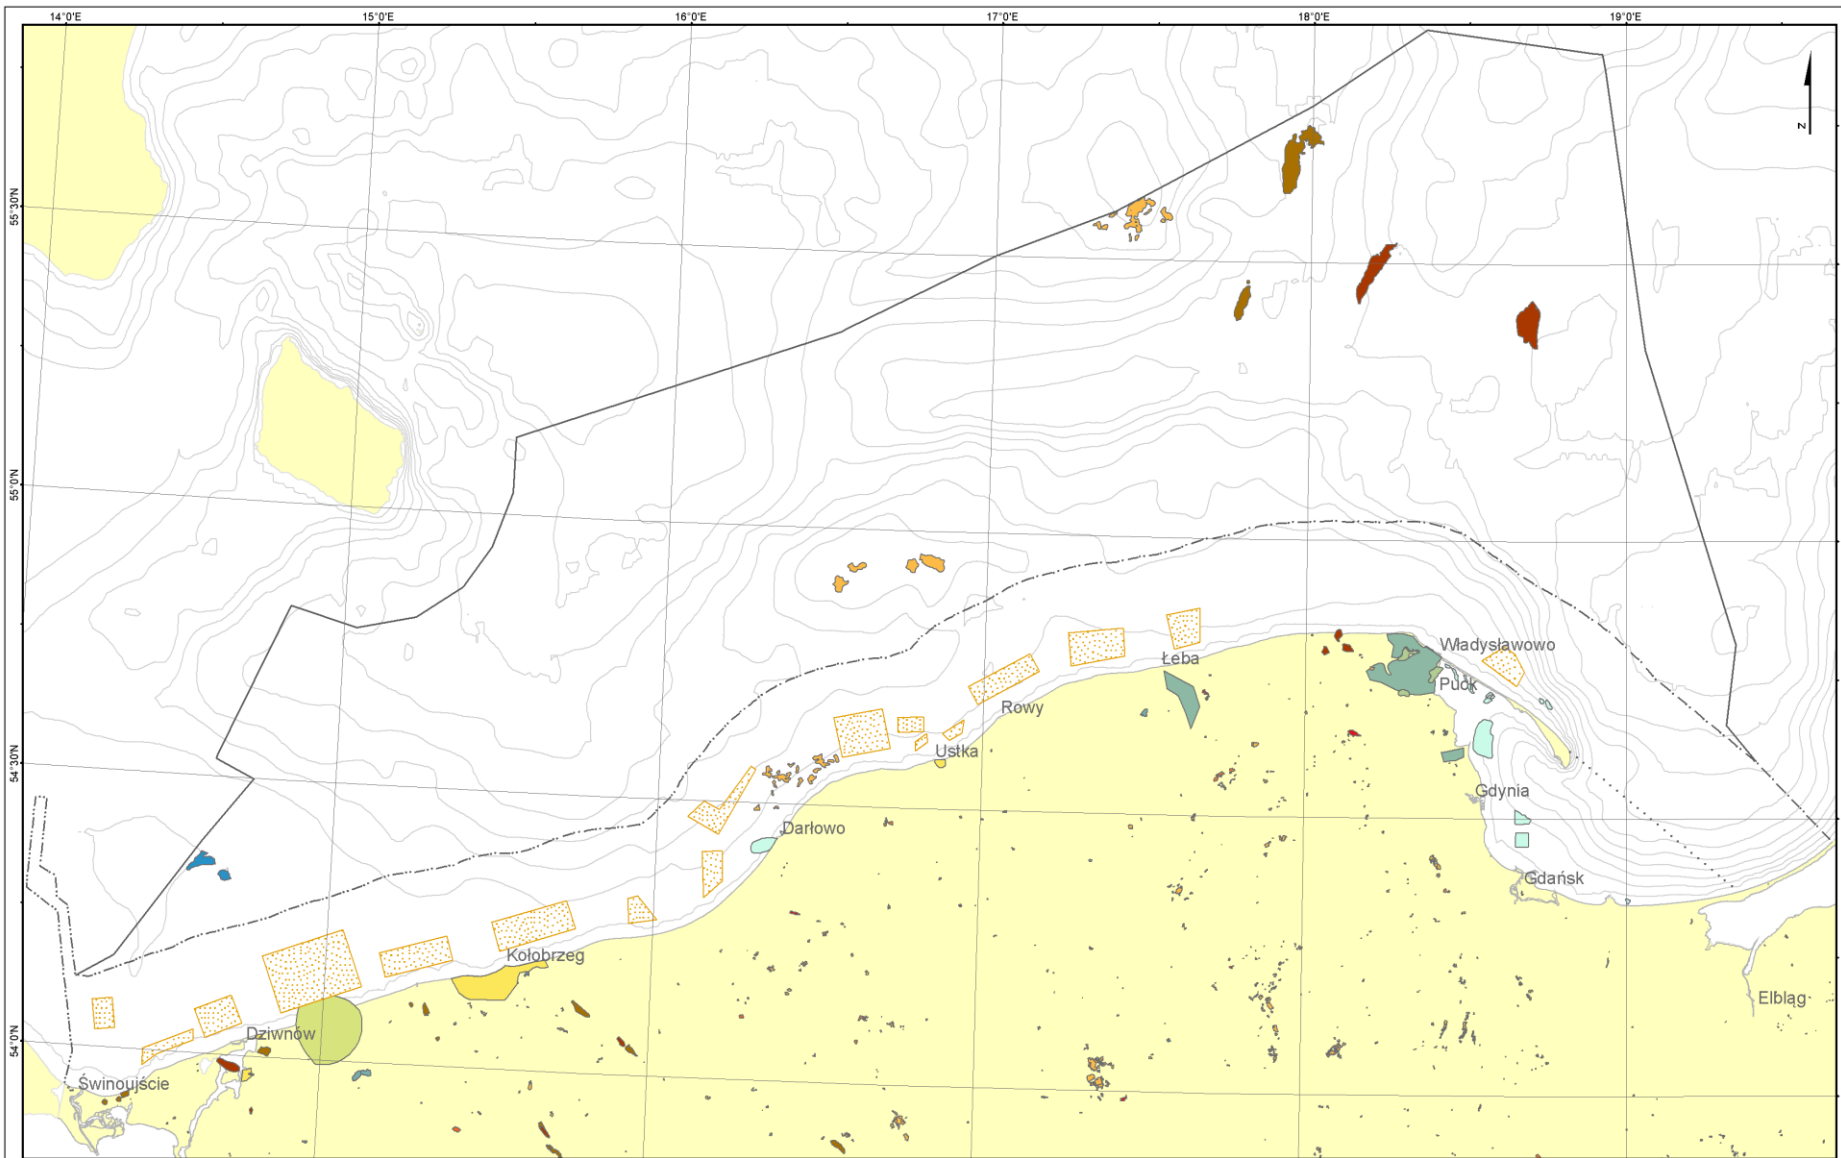 14°0'E 15°0'E 16°0'E 17°0'E 18°0'E 19°0'E
N
55°30'N
55°0'N
Władysławowo
Łeba
Puck
Rowy
54°30'N
Ustka
Gdynia
Darłowo
Gdańsk
Kołobrzeg
Elbląg
Dziwnów
54°0'N
Świnoujście